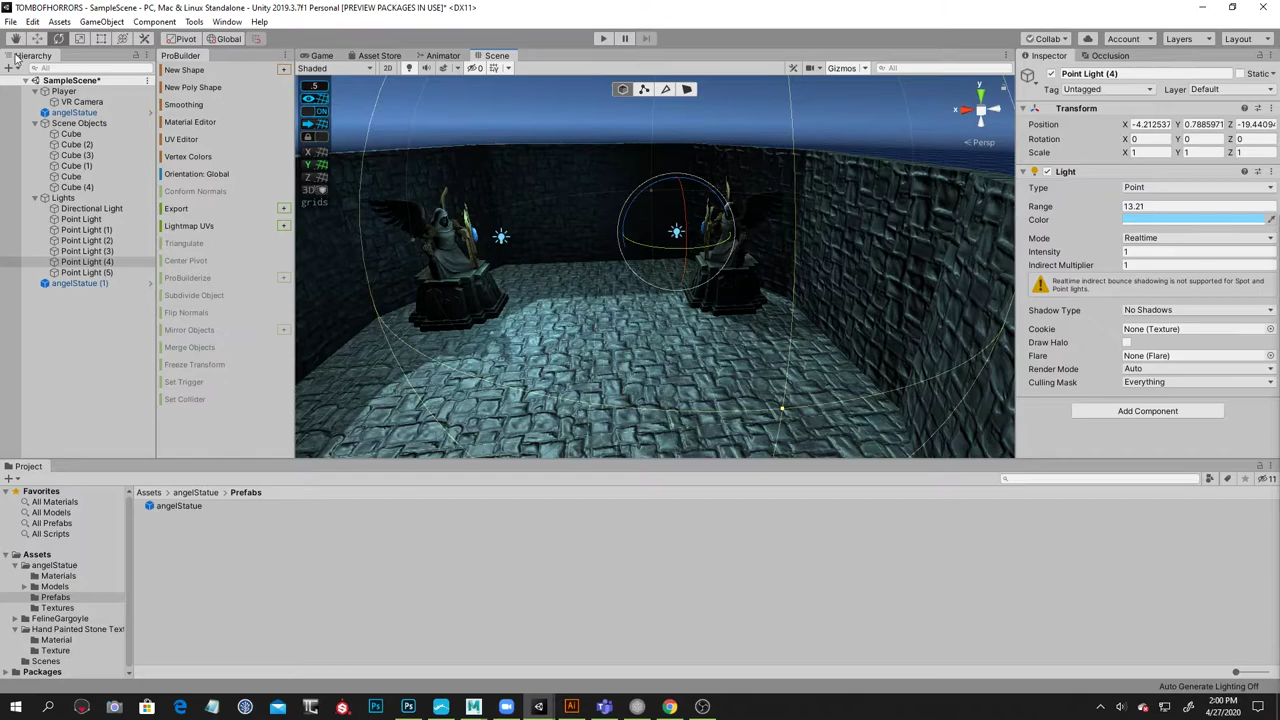 TOMBOFHORRORS - SampleScene - PC, Mac & Linux Standalone - Unity 2019.3.7f1 Personal [PREVIEW PACKAGES IN USE]* <DX11>
File Edit Assets GameObject Component Tools Window Help
Pivot Global Collab Account Layers Layout
Hierarchy
All
SampleScene*
Player
VR Camera
angelStatue
Scene Objects
Cube
Cube (2)
Cube (3)
Cube (1)
Cube
Cube (4)
Lights
Directional Light
Point Light
Point Light (1)
Point Light (2)
Point Light (3)
Point Light (4)
Point Light (5)
angelStatue (1)
ProBuilder
New Shape
New Poly Shape
Smoothing
Material Editor
UV Editor
Vertex Colors
Orientation: Global
Conform Normals
Export
Lightmap UVs
Triangulate
Center Pivot
ProBuilderize
Subdivide Object
Flip Normals
Mirror Objects
Merge Objects
Freeze Transform
Set Trigger
Set Collider
Game Asset Store Animator Scene
Shaded 2D 0 Gizmos All
.5
ON
X
Y
Z
3D
grids
y
x
z
Persp
Inspector Occlusion
Point Light (4) Static
Tag Untagged Layer Default
Transform
Position X -4.212537 Y 0.7885971 Z -19.44094
Rotation X 0 Y 0 Z 0
Scale X 1 Y 1 Z 1
Light
Type Point
Range 13.21
Color
Mode Realtime
Intensity 1
Indirect Multiplier 1
Realtime indirect bounce shadowing is not supported for Spot and
Point lights.
Shadow Type No Shadows
Cookie None (Texture)
Draw Halo
Flare None (Flare)
Render Mode Auto
Culling Mask Everything
Add Component
Project
11
Favorites
All Materials
All Models
All Prefabs
All Scripts
Assets
angelStatue
Materials
Models
Prefabs
Textures
FelineGargoyle
Hand Painted Stone Text
Material
Texture
Scenes
Packages
Assets > angelStatue > Prefabs
angelStatue
Auto Generate Lighting Off
2:00 PM
4/27/2020